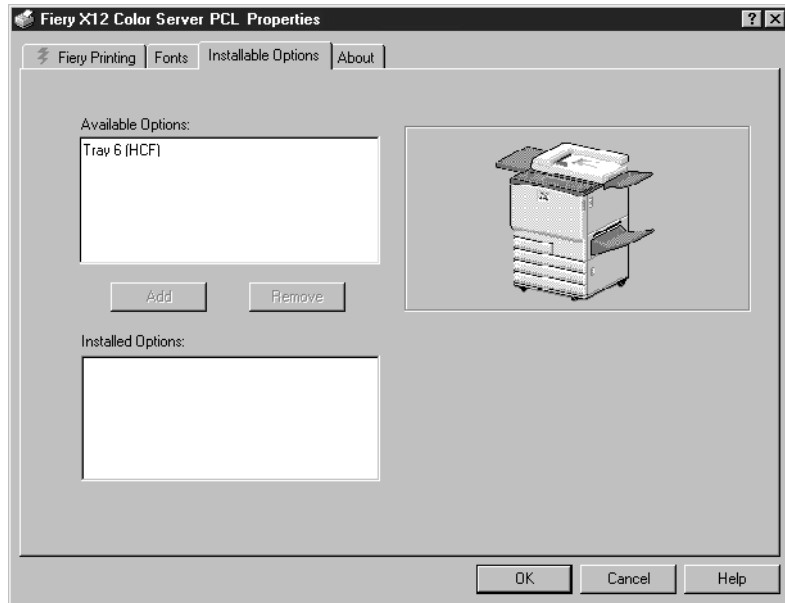 Fiery X12 Color Server PCL Properties
Fiery Printing Fonts Installable Options About
Available Options:
Tray 6 (HCF)
Add Remove
Installed Options:
OK Cancel Help